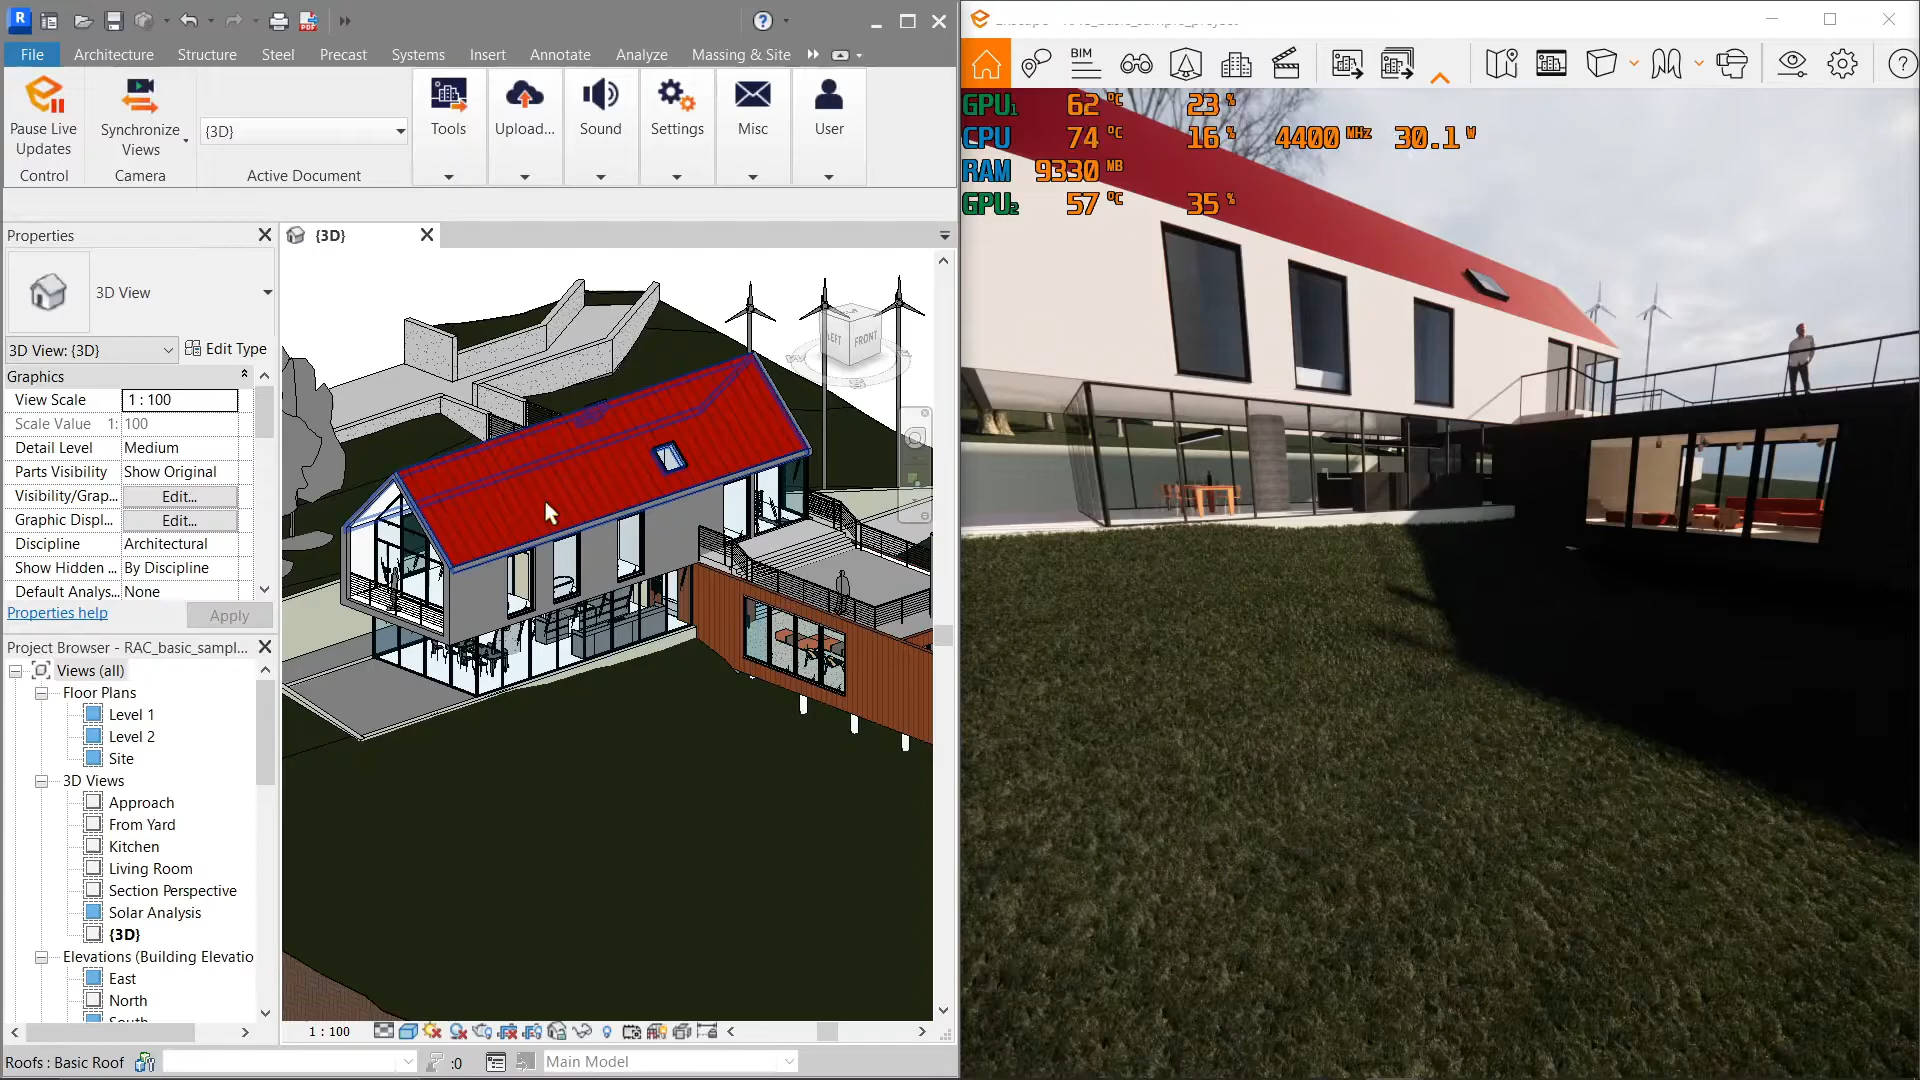 R
?
File Architecture Structure Steel Precast Systems Insert Annotate Analyze Massing & Site
Pause Live Updates
Control
Synchronize Views
Camera
{3D}
Active Document
Tools
Upload...
Sound
Settings
Misc
User
Properties
{3D}
3D View
3D View: {3D}
Edit Type
Graphics
View Scale 1 : 100
Scale Value 1: 100
Detail Level Medium
Parts Visibility Show Original
Visibility/Grap... Edit...
Graphic Displ... Edit...
Discipline Architectural
Show Hidden ... By Discipline
Default Analys... None
Properties help
Apply
LEFT FRONT
Project Browser - RAC_basic_sampl...
Views (all)
Floor Plans
Level 1
Level 2
Site
3D Views
Approach
From Yard
Kitchen
Living Room
Section Perspective
Solar Analysis
{3D}
Elevations (Building Elevatio
East
North
South
1 : 100
Roofs : Basic Roof
:0
Main Model
BIM
?
GPU1 62 °C 23 %
CPU 74 °C 16 % 4400 MHz 30.1 W
RAM 9330 MB
GPU2 57 °C 35 %